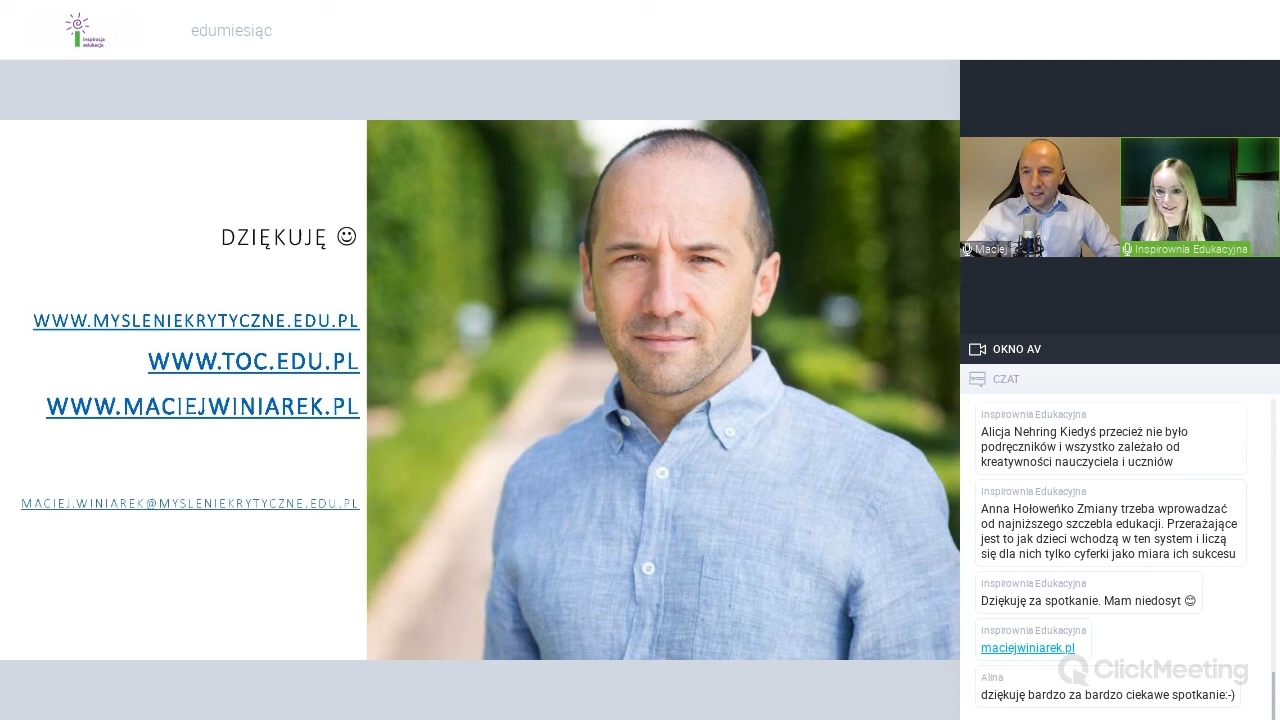 inspiracja
edukacja
edumiesiąc
DZIĘKUJĘ ☺
WWW.MYSLENIEKRYTYCZNE.EDU.PL
WWW.TOC.EDU.PL
WWW.MACIEJWINIAREK.PL
MACIEJ.WINIAREK@MYSLENIEKRYTYCZNE.EDU.PL
Maciej
Inspirownia Edukacyjna
OKNO AV
CZAT
Inspirownia Edukacyjna
Alicja Nehring Kiedyś przecież nie było
podręczników i wszystko zależało od
kreatywności nauczyciela i uczniów
Inspirownia Edukacyjna
Anna Hołoweńko Zmiany trzeba wprowadzać
od najniższego szczebla edukacji. Przerażające
jest to jak dzieci wchodzą w ten system i liczą
się dla nich tylko cyferki jako miara ich sukcesu
Inspirownia Edukacyjna
Dziękuję za spotkanie. Mam niedosyt 😊
Inspirownia Edukacyjna
maciejwiniarek.pl
ClickMeeting
Alina
dziękuję bardzo za bardzo ciekawe spotkanie:-)